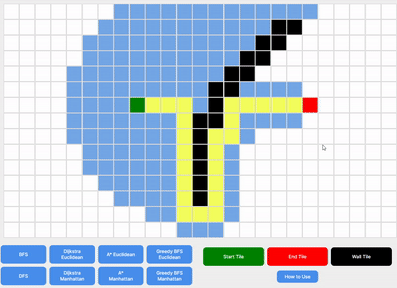 BFS
Dijkstra
Euclidean
A* Euclidean
Greedy BFS
Euclidean
Start Tile
End Tile
Wall Tile
DFS
Dijkstra
Manhattan
A*
Manhattan
Greedy BFS
Manhattan
How to Use